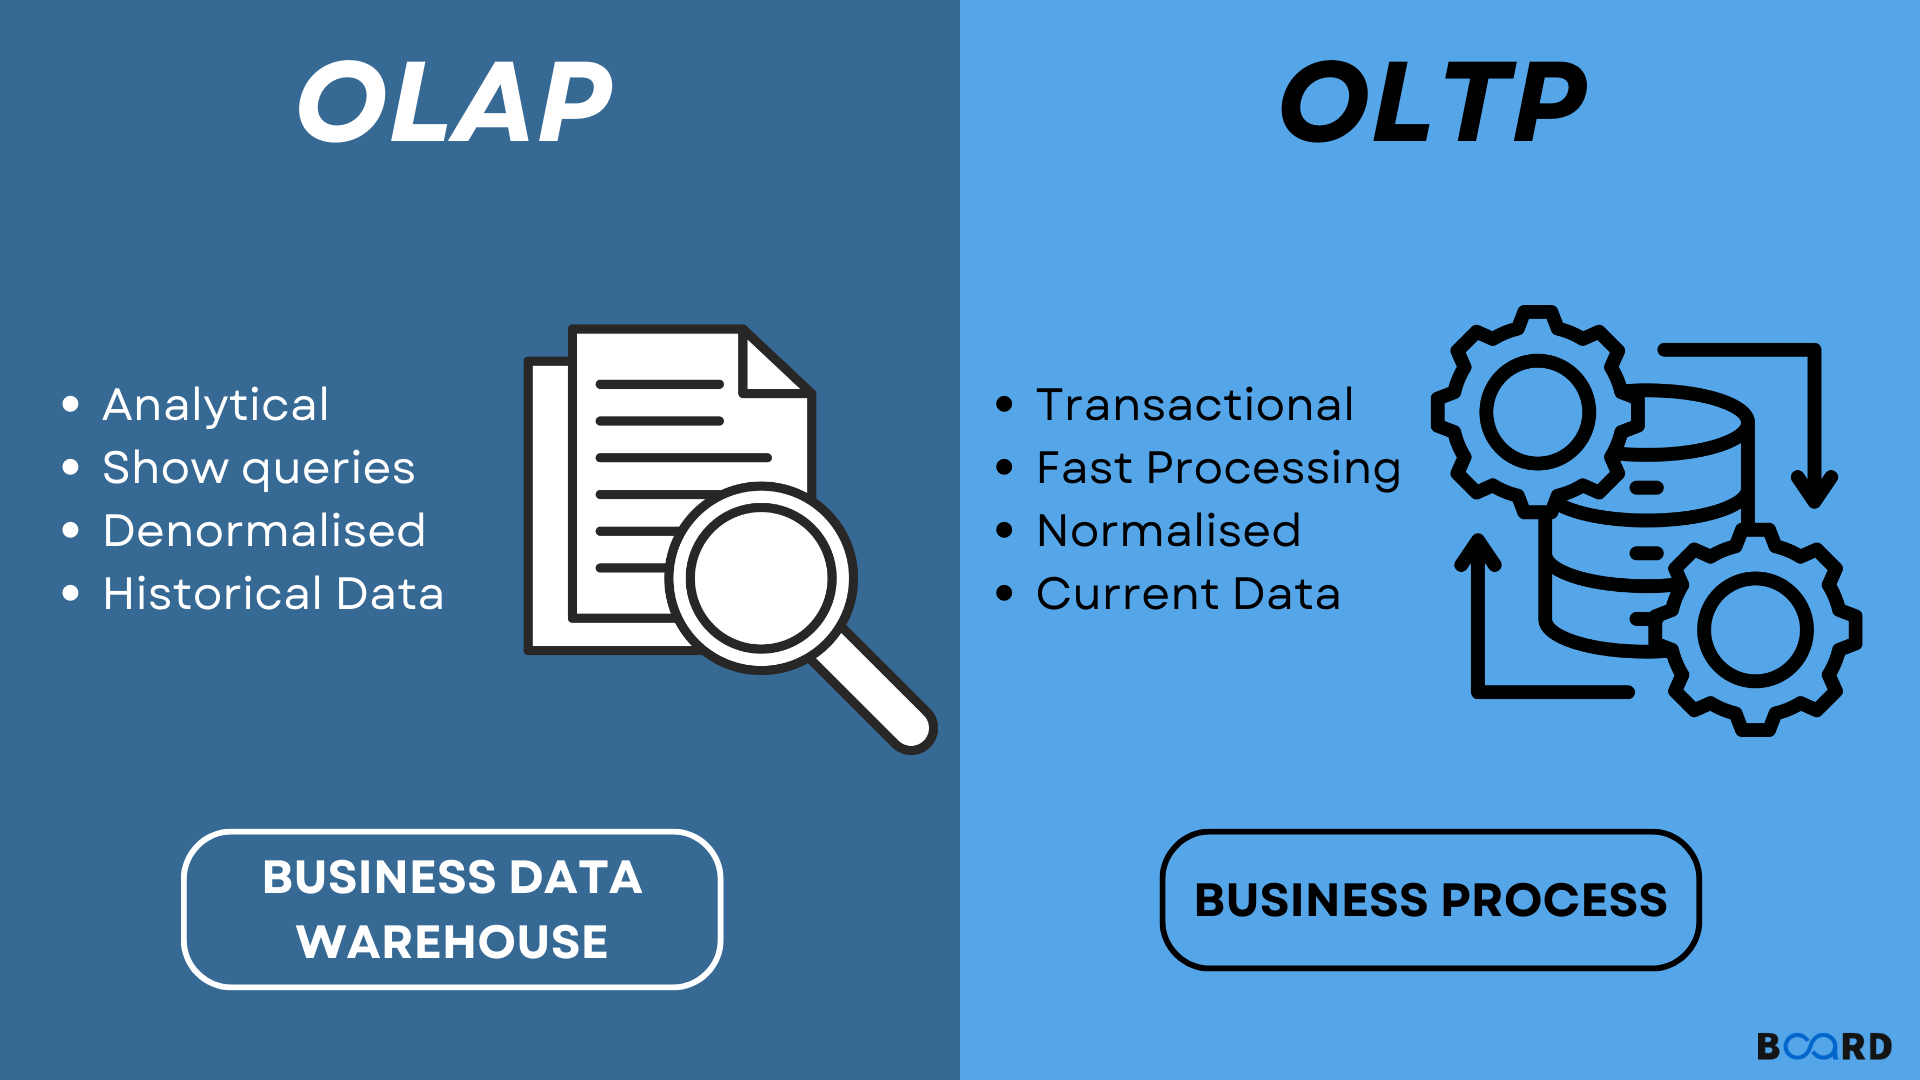 OLAP
Analytical
Show queries
Denormalised
Historical Data
BUSINESS DATA
WAREHOUSE
OLTP
Transactional
Fast Processing
Normalised
Current Data
BUSINESS PROCESS
BOARD